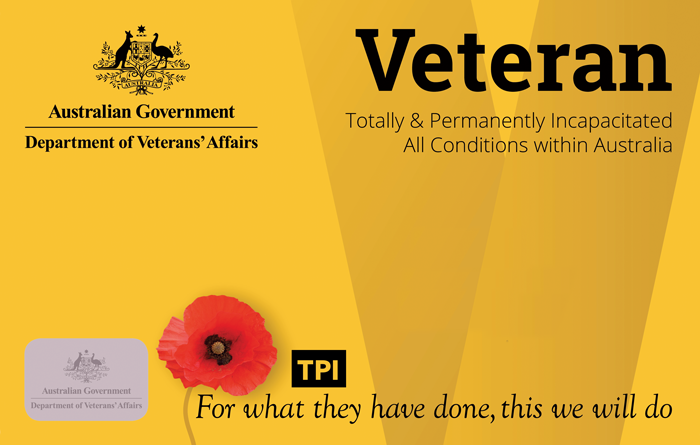 Veteran
Totally & Permanently Incapacitated
All Conditions within Australia
AUSTRALIA
Australian Government
Department of Veterans' Affairs
TPI
For what they have done, this we will do
Australian Government
Department of Veterans' Affairs